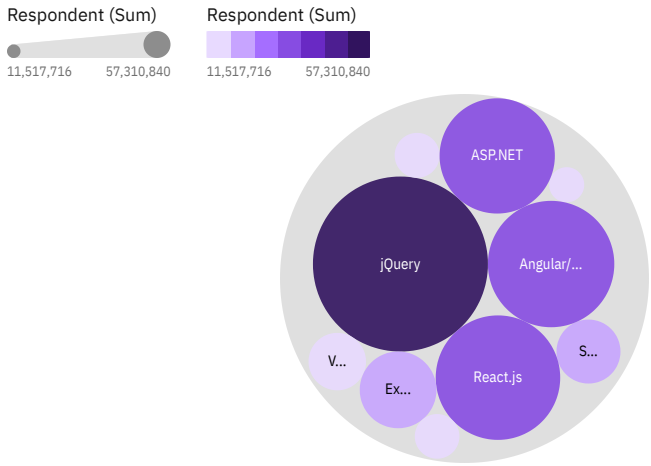 Respondent (Sum)
11,517,716 57,310,840
Respondent (Sum)
11,517,716 57,310,840
ASP.NET
jQuery
Angular/...
S...
V...
React.js
Ex...